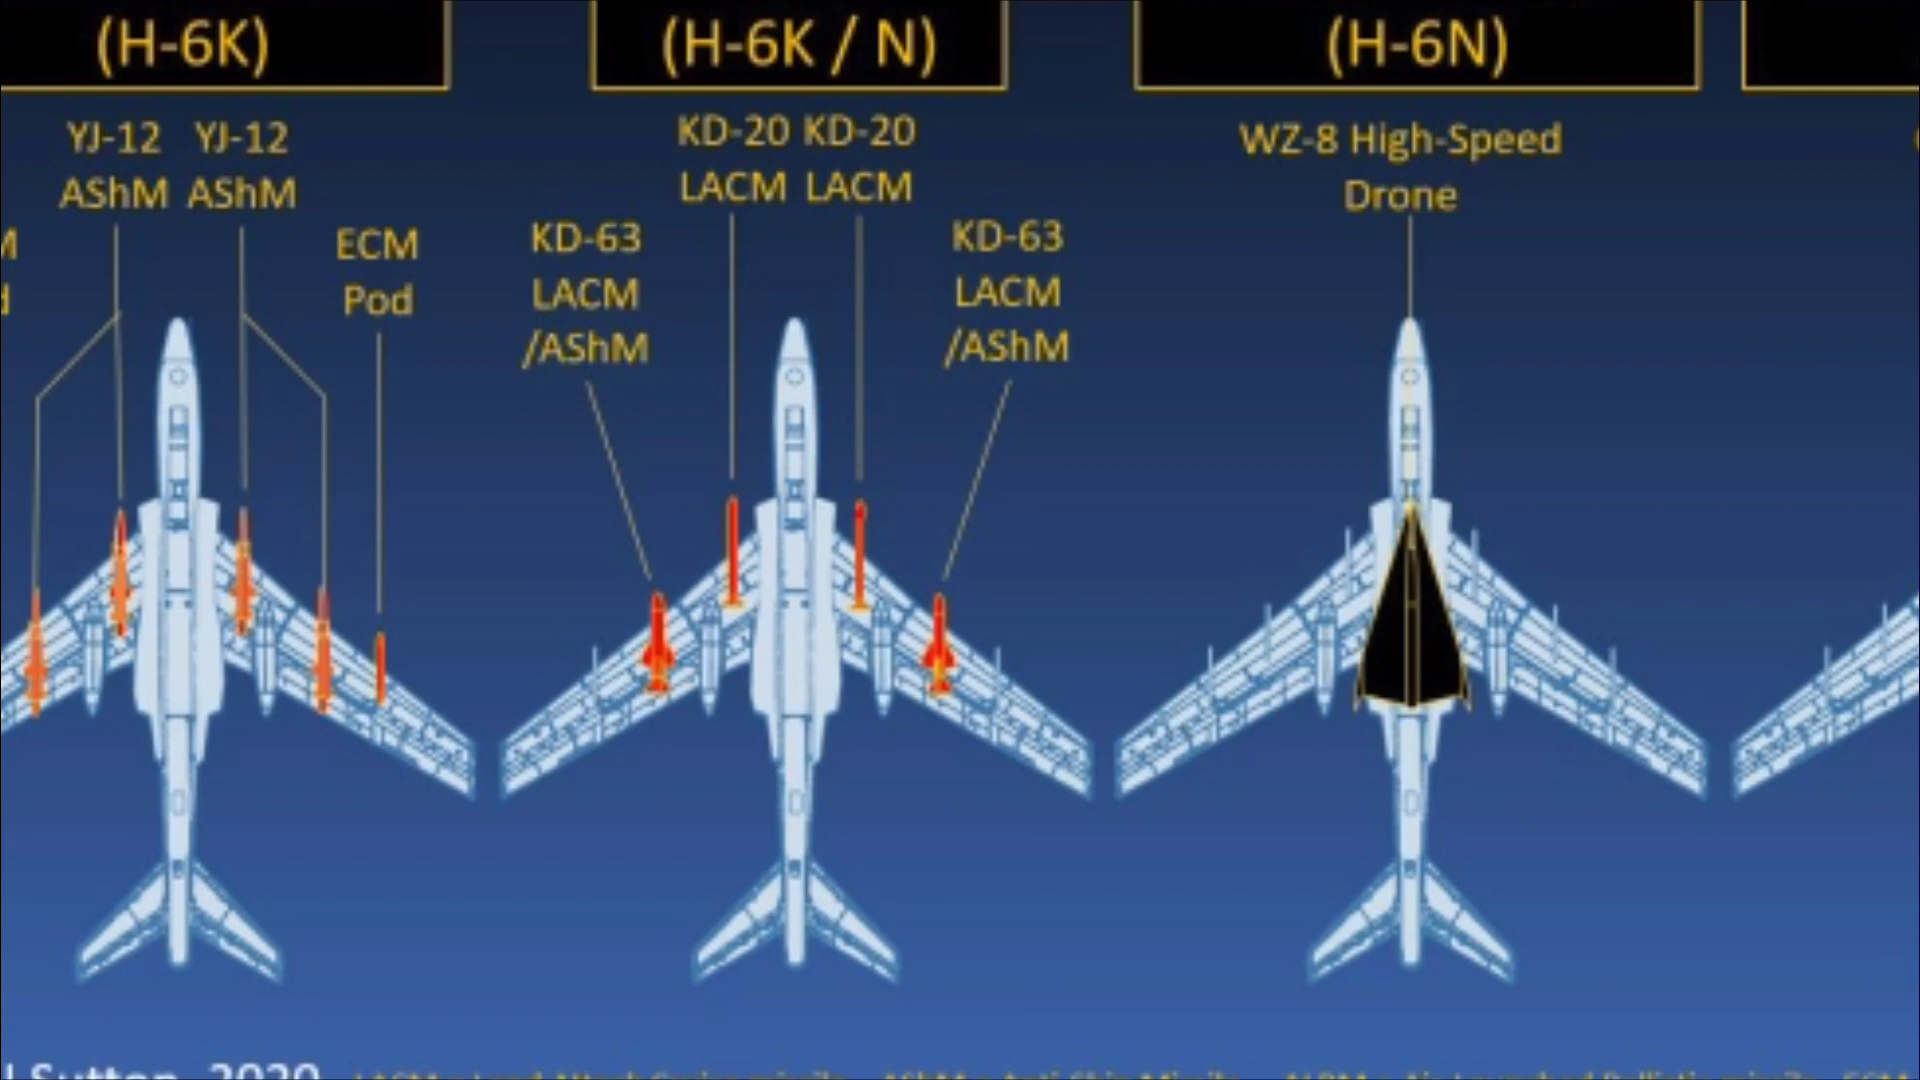 (H-6K)
(H-6K / N)
(H-6N)
YJ-12 YJ-12
AShM AShM
ECM
Pod
KD-20 KD-20
LACM LACM
KD-63
LACM
/AShM
KD-63
LACM
/AShM
WZ-8 High-Speed
Drone
Sutton, 2020